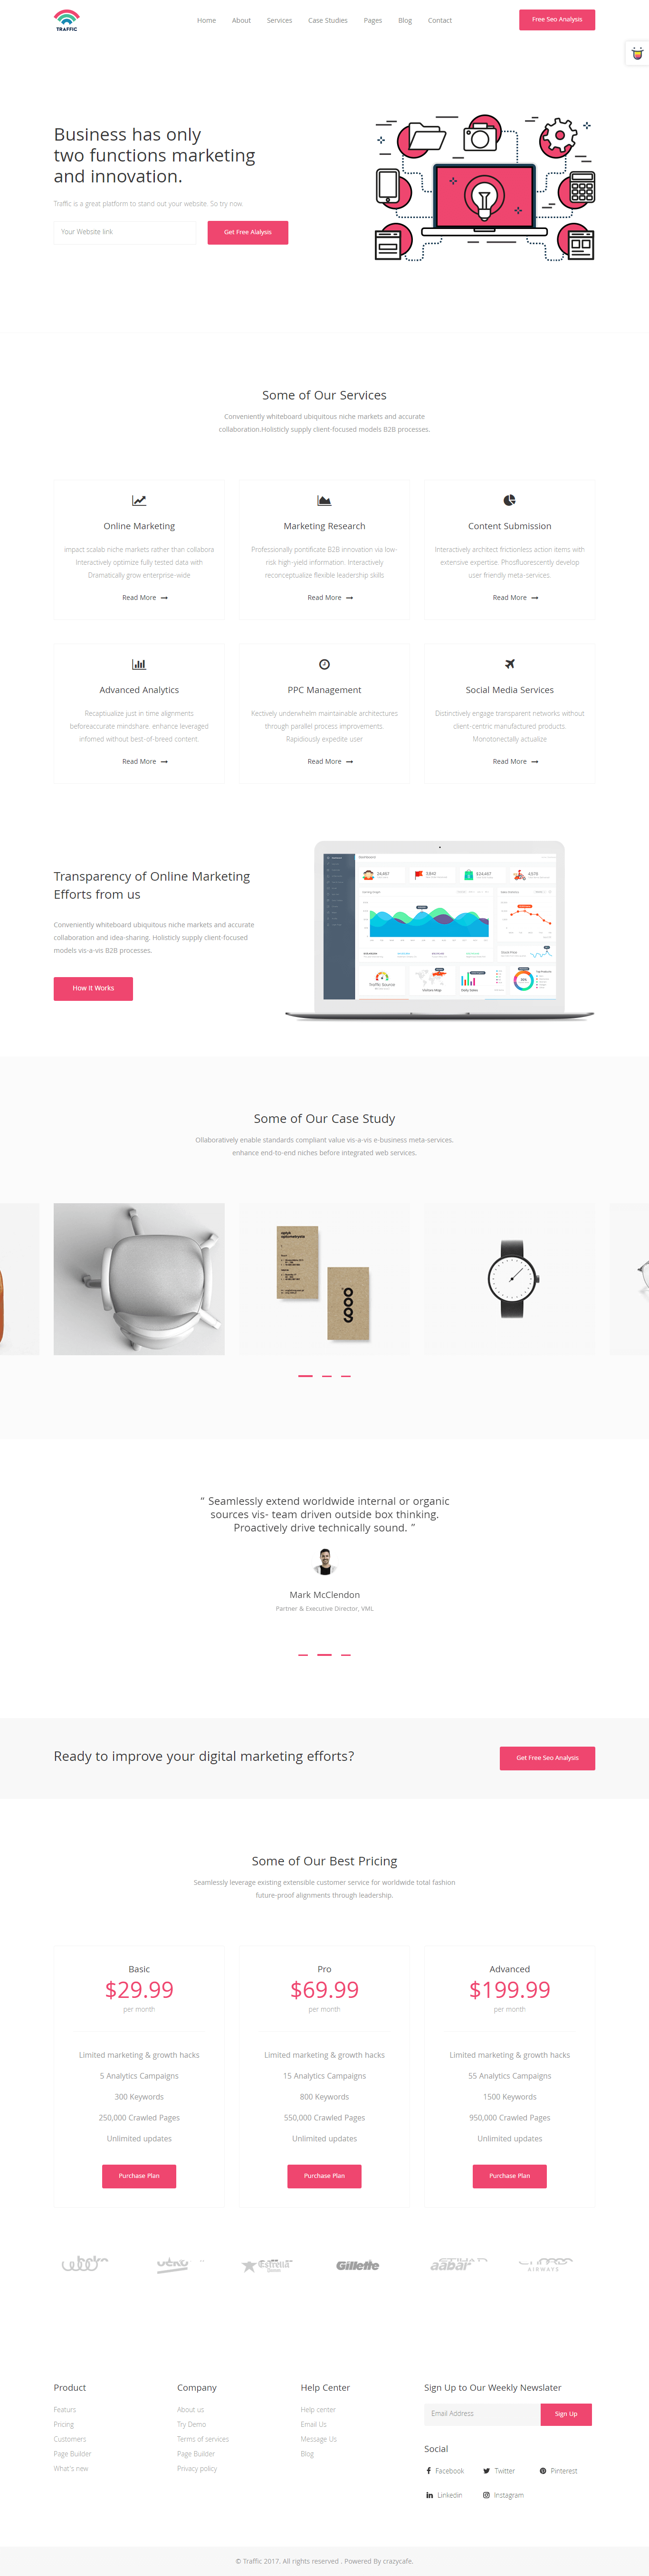 TRAFFIC
Home About Services Case Studies Pages Blog Contact
Free Seo Analysis
Business has only
two functions marketing
and innovation.
Traffic is a great platform to stand out your website. So try now.
Your Website link
Get Free Alalysis
Some of Our Services
Conveniently whiteboard ubiquitous niche markets and accurate
collaboration.Holisticly supply client-focused models B2B processes.
Online Marketing
impact scalab niche markets rather than collabora
Interactively optimize fully tested data with
Dramatically grow enterprise-wide
Read More
Marketing Research
Professionally pontificate B2B innovation via low-
risk high-yield information. Interactively
reconceptualize flexible leadership skills
Read More
Content Submission
Interactively architect frictionless action items with
extensive expertise. Phosfluorescently develop
user friendly meta-services.
Read More
Advanced Analytics
Recaptiualize just in time alignments
beforeaccurate mindshare. enhance leveraged
infomed without best-of-breed content.
Read More
PPC Management
Kectively underwhelm maintainable architectures
through parallel process improvements.
Rapidiously expedite user
Read More
Social Media Services
Distinctively engage transparent networks without
client-centric manufactured products.
Monotonectally actualize
Read More
Transparency of Online Marketing
Efforts from us
Conveniently whiteboard ubiquitous niche markets and accurate
collaboration and idea-sharing. Holisticly supply client-focused
models vis-a-vis B2B processes.
How It Works
Dashboard
Traffic Source
Visitors Map
Some of Our Case Study
Ollaboratively enable standards compliant value vis-a-vis e-business meta-services.
enhance end-to-end niches before integrated web services.
“ Seamlessly extend worldwide internal or organic
sources vis- team driven outside box thinking.
Proactively drive technically sound. ”
Mark McClendon
Partner & Executive Director, VML
Ready to improve your digital marketing efforts?
Get Free Seo Analysis
Some of Our Best Pricing
Seamlessly leverage existing extensible customer service for worldwide total fashion
future-proof alignments through leadership.
Basic
$29.99
per month
Limited marketing & growth hacks
5 Analytics Campaigns
300 Keywords
250,000 Crawled Pages
Unlimited updates
Purchase Plan
Pro
$69.99
per month
Limited marketing & growth hacks
15 Analytics Campaigns
800 Keywords
550,000 Crawled Pages
Unlimited updates
Purchase Plan
Advanced
$199.99
per month
Limited marketing & growth hacks
55 Analytics Campaigns
1500 Keywords
950,000 Crawled Pages
Unlimited updates
Purchase Plan
Estrella
Gillette
aabar
AIRWAYS
Product
Featurs
Pricing
Customers
Page Builder
What's new
Company
About us
Try Demo
Terms of services
Page Builder
Privacy policy
Help Center
Help center
Email Us
Message Us
Blog
Sign Up to Our Weekly Newslater
Email Address
Sign Up
Social
Facebook Twitter Pinterest
Linkedin Instagram
© Traffic 2017. All rights reserved . Powered By crazycafe.